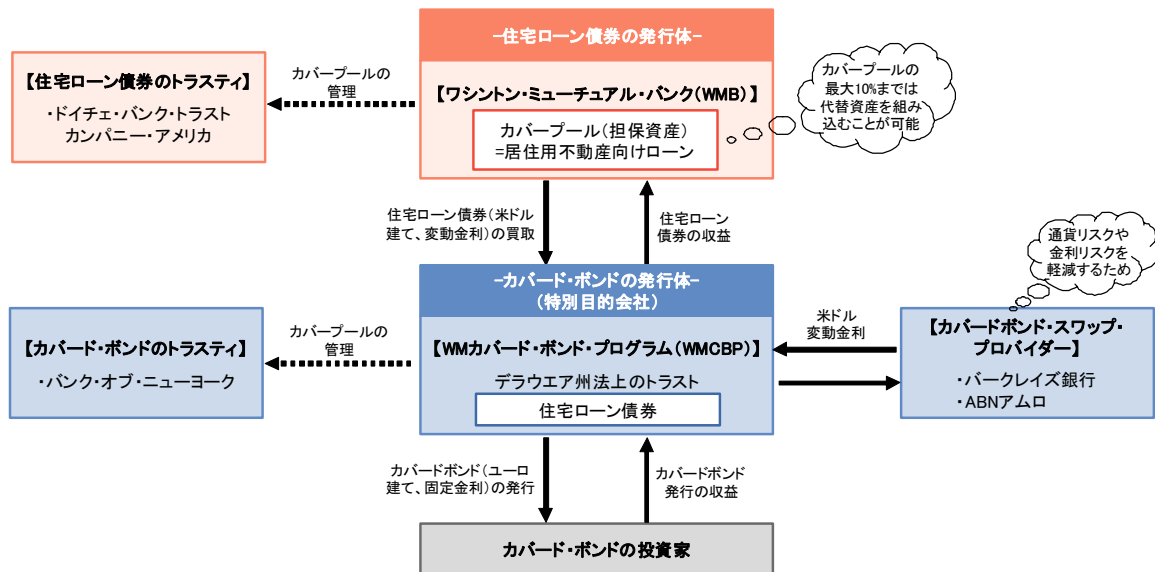 -住宅ローン債券の発行体-
【住宅ローン債券のトラスティ】
・ドイチェ・バンク・トラスト
カンパニー・アメリカ
カバープールの
管理
【ワシントン・ミューチュアル・バンク(WMB)】
カバープール(担保資産)
=居住用不動産向けローン
カバープールの
最大10%までは
代替資産を組み
込むことが可能
住宅ローン債券(米ドル
建て、変動金利)の買取
住宅ローン
債券の収益
通貨リスクや
金利リスクを
軽減するため
-カバード・ボンドの発行体-
(特別目的会社)
【カバード・ボンドのトラスティ】
・バンク・オブ・ニューヨーク
カバープールの
管理
【WMカバード・ボンド・プログラム(WMCBP)】
デラウエア州法上のトラスト
住宅ローン債券
米ドル
変動金利
【カバードボンド・スワップ・
プロバイダー】
・バークレイズ銀行
・ABNアムロ
カバードボンド(ユーロ
建て、固定金利)の発行
カバードボンド
発行の収益
カバード・ボンドの投資家